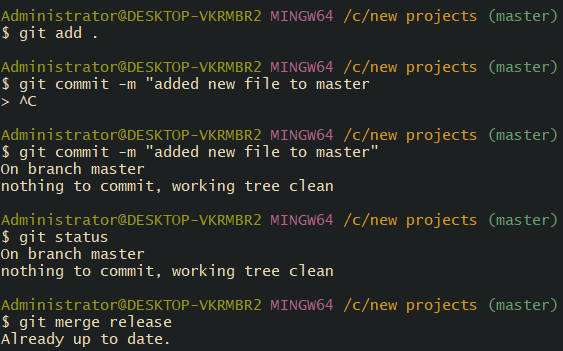 Administrator@DESKTOP-VKRMBR2 MINGW64 /c/new projects (master)
$ git add .
Administrator@DESKTOP-VKRMBR2 MINGW64 /c/new projects (master)
$ git commit -m "added new file to master
> ^C
Administrator@DESKTOP-VKRMBR2 MINGW64 /c/new projects (master)
$ git commit -m "added new file to master"
On branch master
nothing to commit, working tree clean
Administrator@DESKTOP-VKRMBR2 MINGW64 /c/new projects (master)
$ git status
On branch master
nothing to commit, working tree clean
Administrator@DESKTOP-VKRMBR2 MINGW64 /c/new projects (master)
$ git merge release
Already up to date.